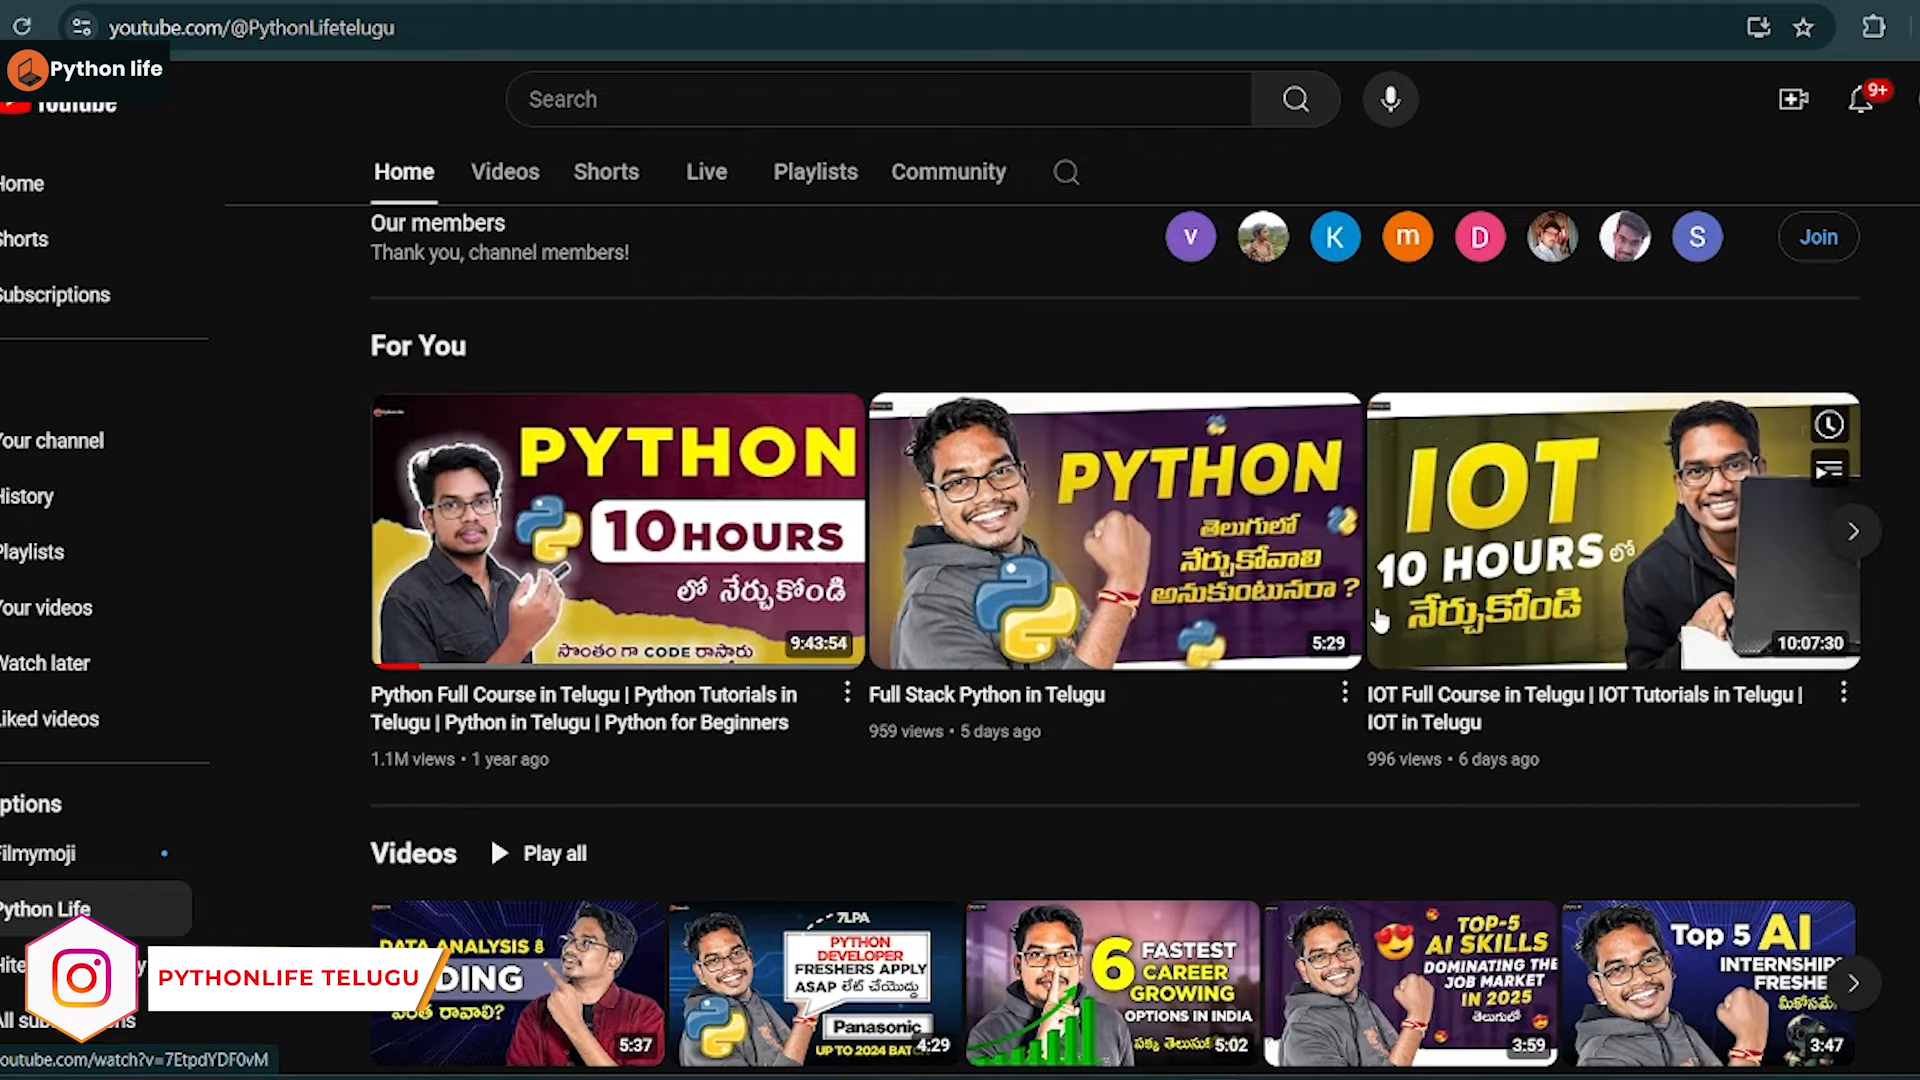 youtube.com/@PythonLifetelugu
Python life
YouTube
Search
9+
Home
Videos
Shorts
Live
Playlists
Community
Home
Shorts
Subscriptions
Our members
Thank you, channel members!
V
K
m
D
S
Join
For You
PYTHON
10 HOURS
లో నేర్చుకోండి
సొంతం గా CODE రాస్తారు
9:43:54
PYTHON
తెలుగులో
నేర్చుకోవాలి
అనుకుంటునరా ?
5:29
IOT
10 HOURS లో
నేర్చుకోండి
10:07:30
Python Full Course in Telugu | Python Tutorials in
Telugu | Python in Telugu | Python for Beginners
1.1M views • 1 year ago
Full Stack Python in Telugu
959 views • 5 days ago
IOT Full Course in Telugu | IOT Tutorials in Telugu |
IOT in Telugu
996 views • 6 days ago
Your channel
History
Playlists
Your videos
Watch later
Liked videos
ptions
Filmymoji
Python Life
Hite
All sub
ns
Videos
Play all
DATA ANALYSIS &
DING
రావాలి?
5:37
7LPA
PYTHON
DEVELOPER
FRESHERS APPLY
ASAP లేట్ చేయొద్దు
Panasonic
UP TO 2024 BAT
4:29
6 FASTEST
CAREER
GROWING
OPTIONS IN INDIA
పక్క తెలుసు
5:02
TOP-5
AI SKILLS
DOMINATING THE
JOB MARKET
IN 2025
తెలుగులో
3:59
Top 5 AI
INTERNSHIP
FRESHE
మీకోసమే
3:47
PYTHONLIFE TELUGU
outube.com/watch?v=7EtpdYDF0vM